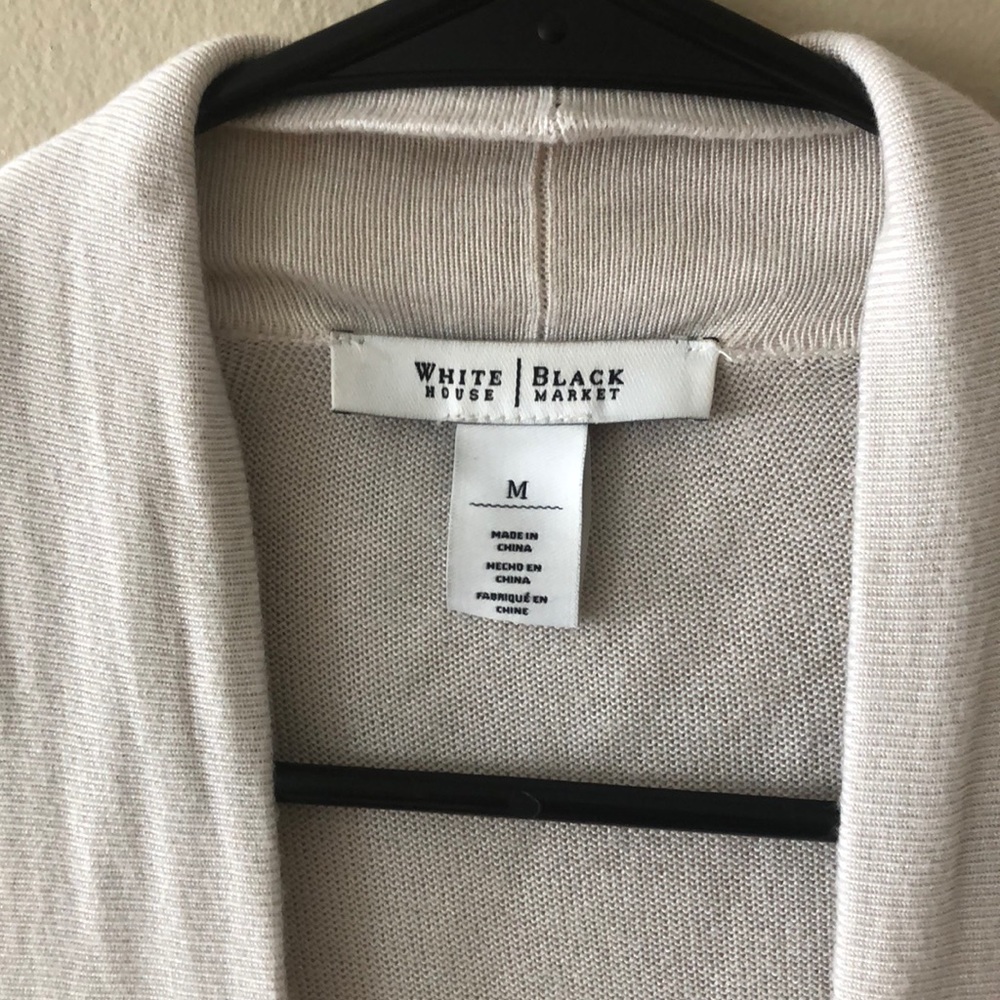 WHITE | BLACK
HOUSE | MARKET
M
MADE IN
CHINA
HECHO EN
CHINA
FABRIQUÉ EN
CHINE